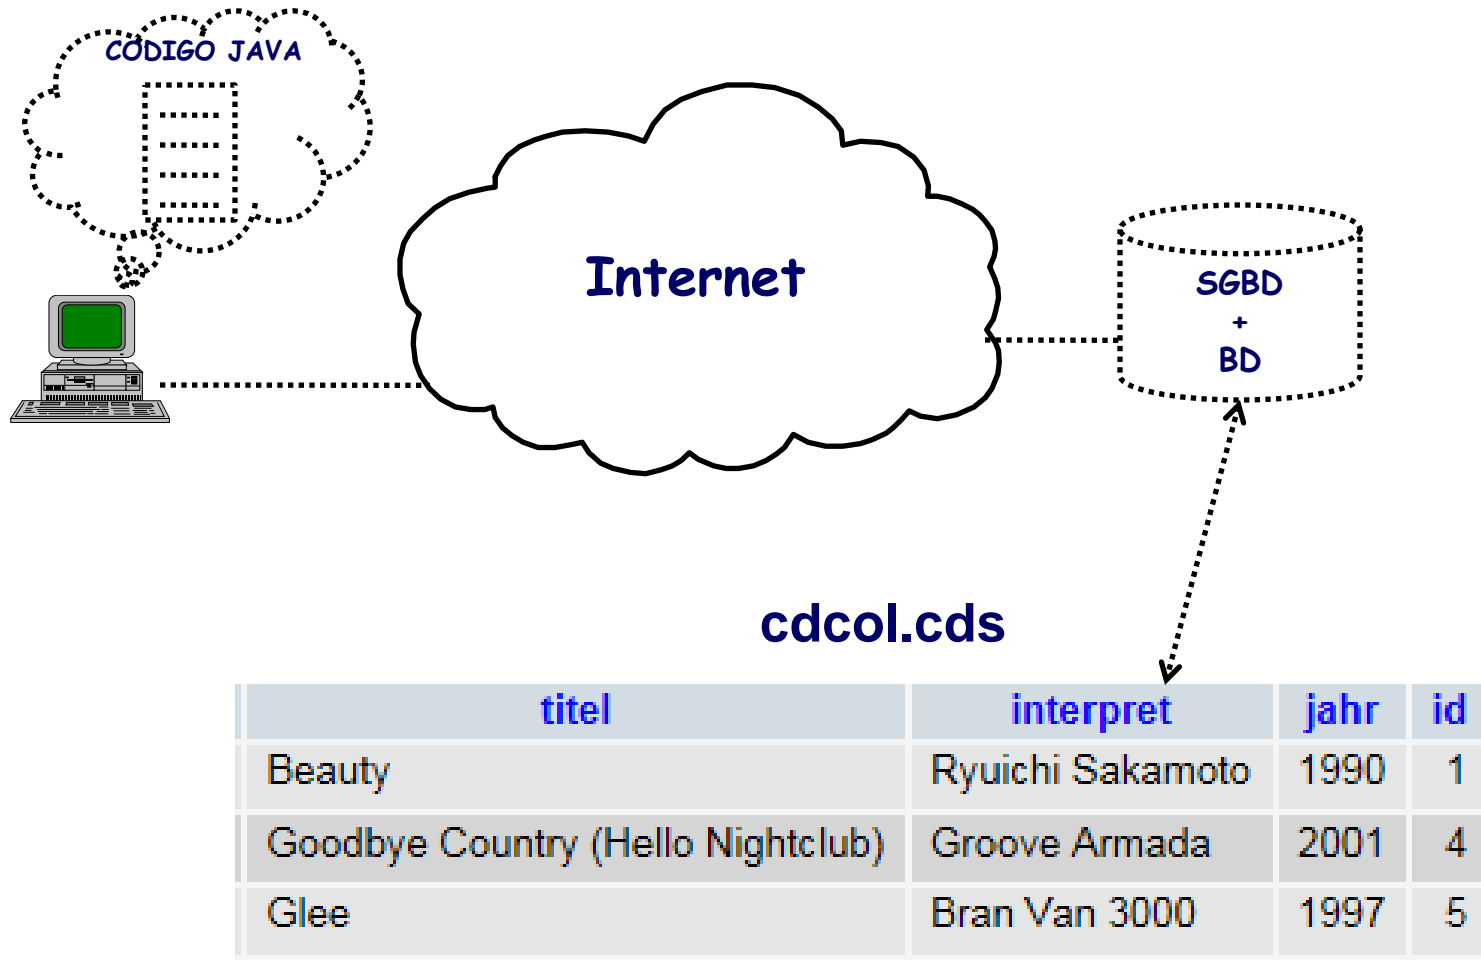 CODIGO JAVA
Internet
SGBD
+
BD
cdcol.cds
titel interpret jahr id
Beauty Ryuichi Sakamoto 1990 1
Goodbye Country (Hello Nightclub) Groove Armada 2001 4
Glee Bran Van 3000 1997 5